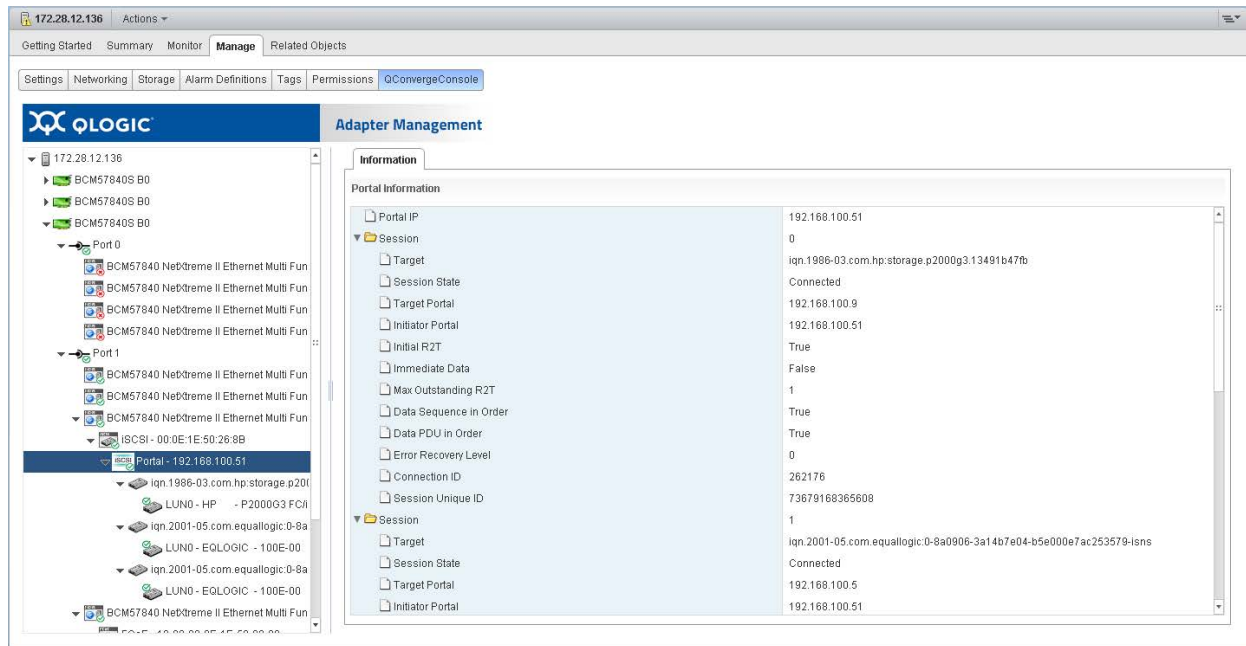 172.28.12.136 Actions
Getting Started Summary Monitor Manage Related Objects
Settings Networking Storage Alarm Definitions Tags Permissions QConvergeConsole
QLOGIC
Adapter Management
172.28.12.136
BCM57840S B0
BCM57840S B0
BCM57840S B0
Port 0
BCM57840 NetXtreme II Ethernet Multi Fun
BCM57840 NetXtreme II Ethernet Multi Fun
BCM57840 NetXtreme II Ethernet Multi Fun
BCM57840 NetXtreme II Ethernet Multi Fun
Port 1
BCM57840 NetXtreme II Ethernet Multi Fun
BCM57840 NetXtreme II Ethernet Multi Fun
BCM57840 NetXtreme II Ethernet Multi Fun
iSCSI - 00:0E:1E:50:26:8B
Portal - 192.168.100.51
iqn.1986-03.com.hp:storage.p20(
LUN0 - HP - P2000G3 FC/i
iqn.2001-05.com.equallogic:0-8a
LUN0 - EQLOGIC - 100E-00
iqn.2001-05.com.equallogic:0-8a
LUN0 - EQLOGIC - 100E-00
BCM57840 NetXtreme II Ethernet Multi Fun
Information
Portal Information
Portal IP 192.168.100.51
Session 0
Target iqn.1986-03.com.hp:storage.p2000g3.13491b47fb
Session State Connected
Target Portal 192.168.100.9
Initiator Portal 192.168.100.51
Initial R2T True
Immediate Data False
Max Outstanding R2T 1
Data Sequence in Order True
Data PDU in Order True
Error Recovery Level 0
Connection ID 262176
Session Unique ID 73679168365608
Session 1
Target iqn.2001-05.com.equallogic:0-8a0906-3a14b7e04-b5e000e7ac253579-isns
Session State Connected
Target Portal 192.168.100.5
Initiator Portal 192.168.100.51